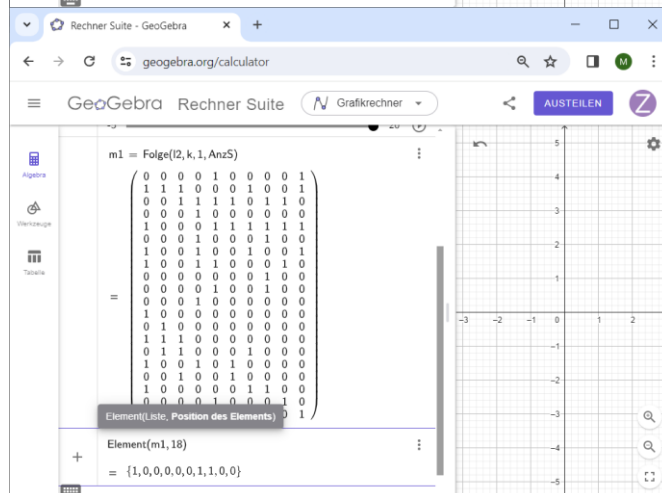 Rechner Suite - GeoGebra
geogebra.org/calculator
M
GeoGebra Rechner Suite
Grafikrechner
AUSTEILEN
Z
Algebra
Werkzeuge
Tabelle
m1 = Folge(l2, k, 1, AnzS)
0 0 0 0 1 0 0 0 0 1
1 1 1 0 0 0 1 0 0 1
0 0 1 1 1 1 0 1 1 0
0 0 0 1 0 0 0 0 0 0
1 0 0 0 1 1 1 1 1 1
0 0 0 1 0 0 0 1 0 0
1 0 0 1 0 0 1 0 0 1
1 0 0 1 1 0 0 0 1 0
0 0 0 0 0 0 0 1 0 0
0 0 0 0 1 0 0 1 0 0
0 0 0 0 0 0 0 0 0 0
0 0 0 1 0 0 0 0 0 0
1 0 0 0 0 0 0 0 0 0
0 1 0 0 0 0 0 0 0 0
1 1 1 0 0 0 0 0 0 0
0 1 1 0 0 0 1 0 0 0
1 0 0 1 0 1 0 0 0 0
0 0 1 0 0 1 0 0 0 0
1 0 0 0 0 0 1 1 0 0
0 0 0 0 1 0 0 0 1 0
=
Element(Liste, Position des Elements)
0 1
Element(m1, 18)
= {1, 0, 0, 0, 0, 0, 1, 1, 0, 0}
5
4
3
2
1
-3 -2 -1 0 1 2
-1
-2
-3
-4
-5